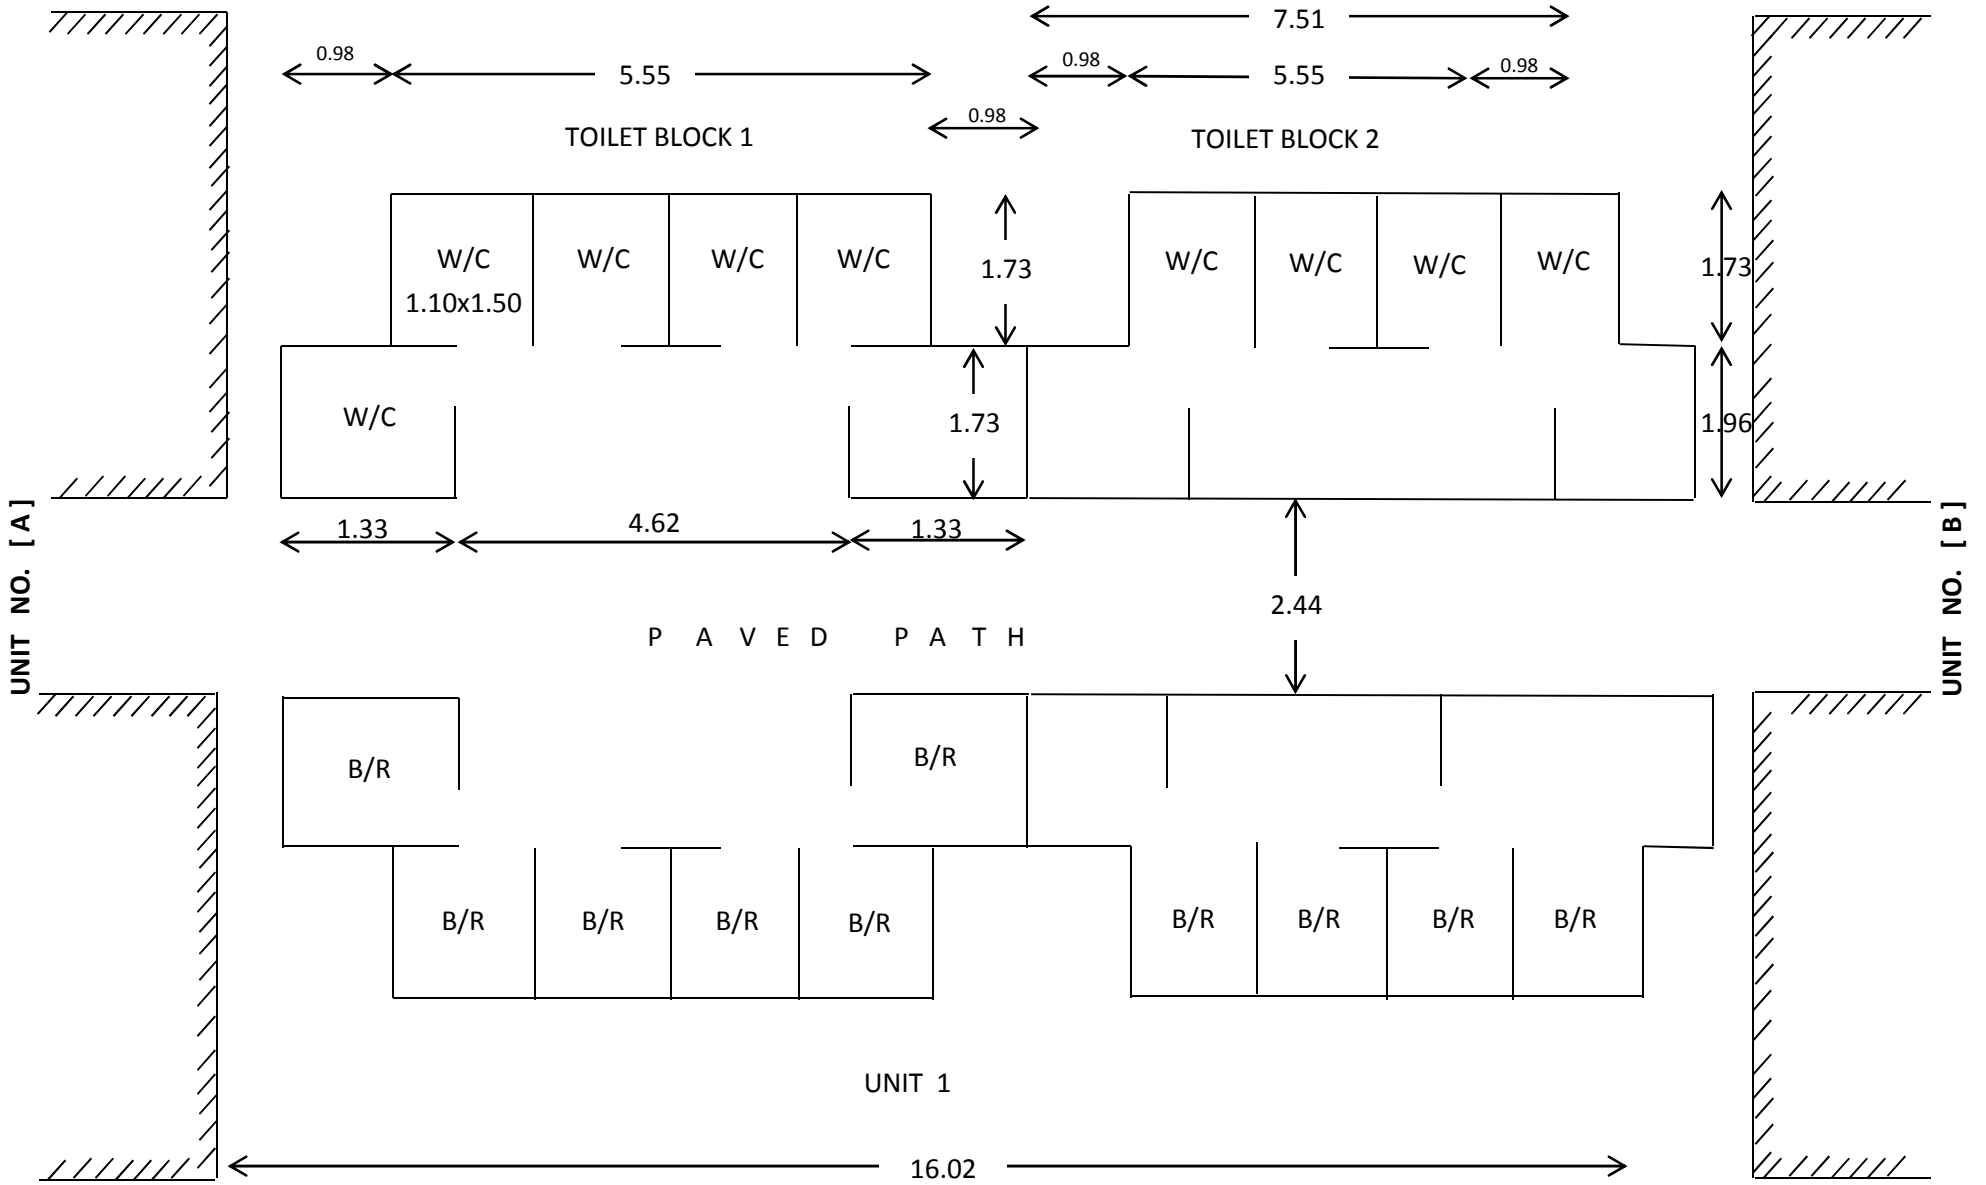 7.51
0.98
5.55
0.98
5.55
0.98
0.98
TOILET BLOCK 1
TOILET BLOCK 2
W/C
1.10x1.50
W/C
W/C
W/C
1.73
W/C
W/C
W/C
W/C
1.73
W/C
1.73
1.96
1.33
4.62
1.33
UNIT NO. [ A ]
UNIT NO. [ B ]
2.44
P A V E D P A T H
B/R
B/R
B/R
B/R
B/R
B/R
B/R
B/R
B/R
B/R
UNIT 1
16.02